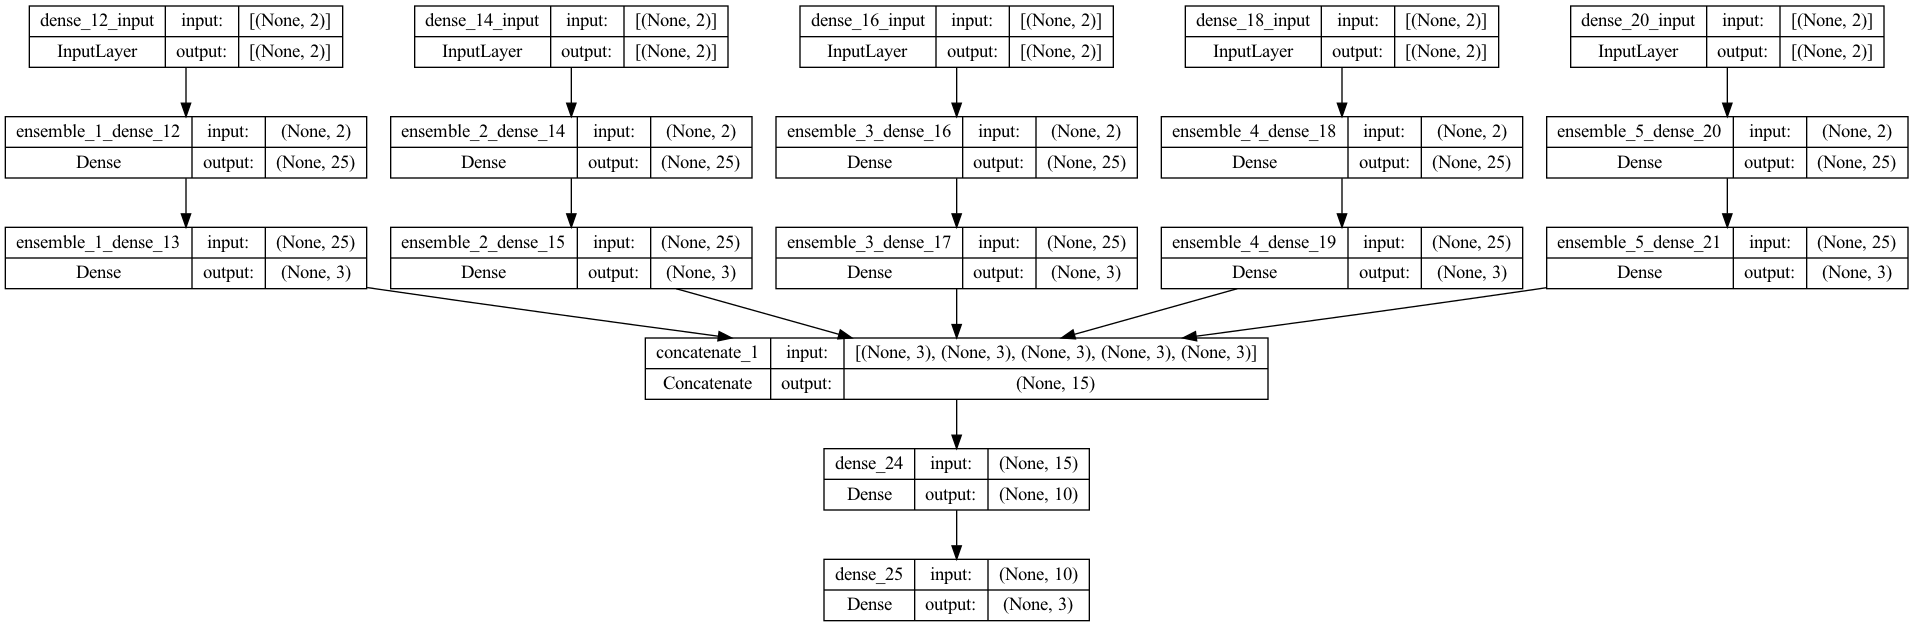 dense_12_input input: [(None, 2)]
InputLayer output: [(None, 2)]
dense_14_input input: [(None, 2)]
InputLayer output: [(None, 2)]
dense_16_input input: [(None, 2)]
InputLayer output: [(None, 2)]
dense_18_input input: [(None, 2)]
InputLayer output: [(None, 2)]
dense_20_input input: [(None, 2)]
InputLayer output: [(None, 2)]
ensemble_1_dense_12 input: (None, 2)
Dense output: (None, 25)
ensemble_2_dense_14 input: (None, 2)
Dense output: (None, 25)
ensemble_3_dense_16 input: (None, 2)
Dense output: (None, 25)
ensemble_4_dense_18 input: (None, 2)
Dense output: (None, 25)
ensemble_5_dense_20 input: (None, 2)
Dense output: (None, 25)
ensemble_1_dense_13 input: (None, 25)
Dense output: (None, 3)
ensemble_2_dense_15 input: (None, 25)
Dense output: (None, 3)
ensemble_3_dense_17 input: (None, 25)
Dense output: (None, 3)
ensemble_4_dense_19 input: (None, 25)
Dense output: (None, 3)
ensemble_5_dense_21 input: (None, 25)
Dense output: (None, 3)
concatenate_1 input: [(None, 3), (None, 3), (None, 3), (None, 3), (None, 3)]
Concatenate output: (None, 15)
dense_24 input: (None, 15)
Dense output: (None, 10)
dense_25 input: (None, 10)
Dense output: (None, 3)